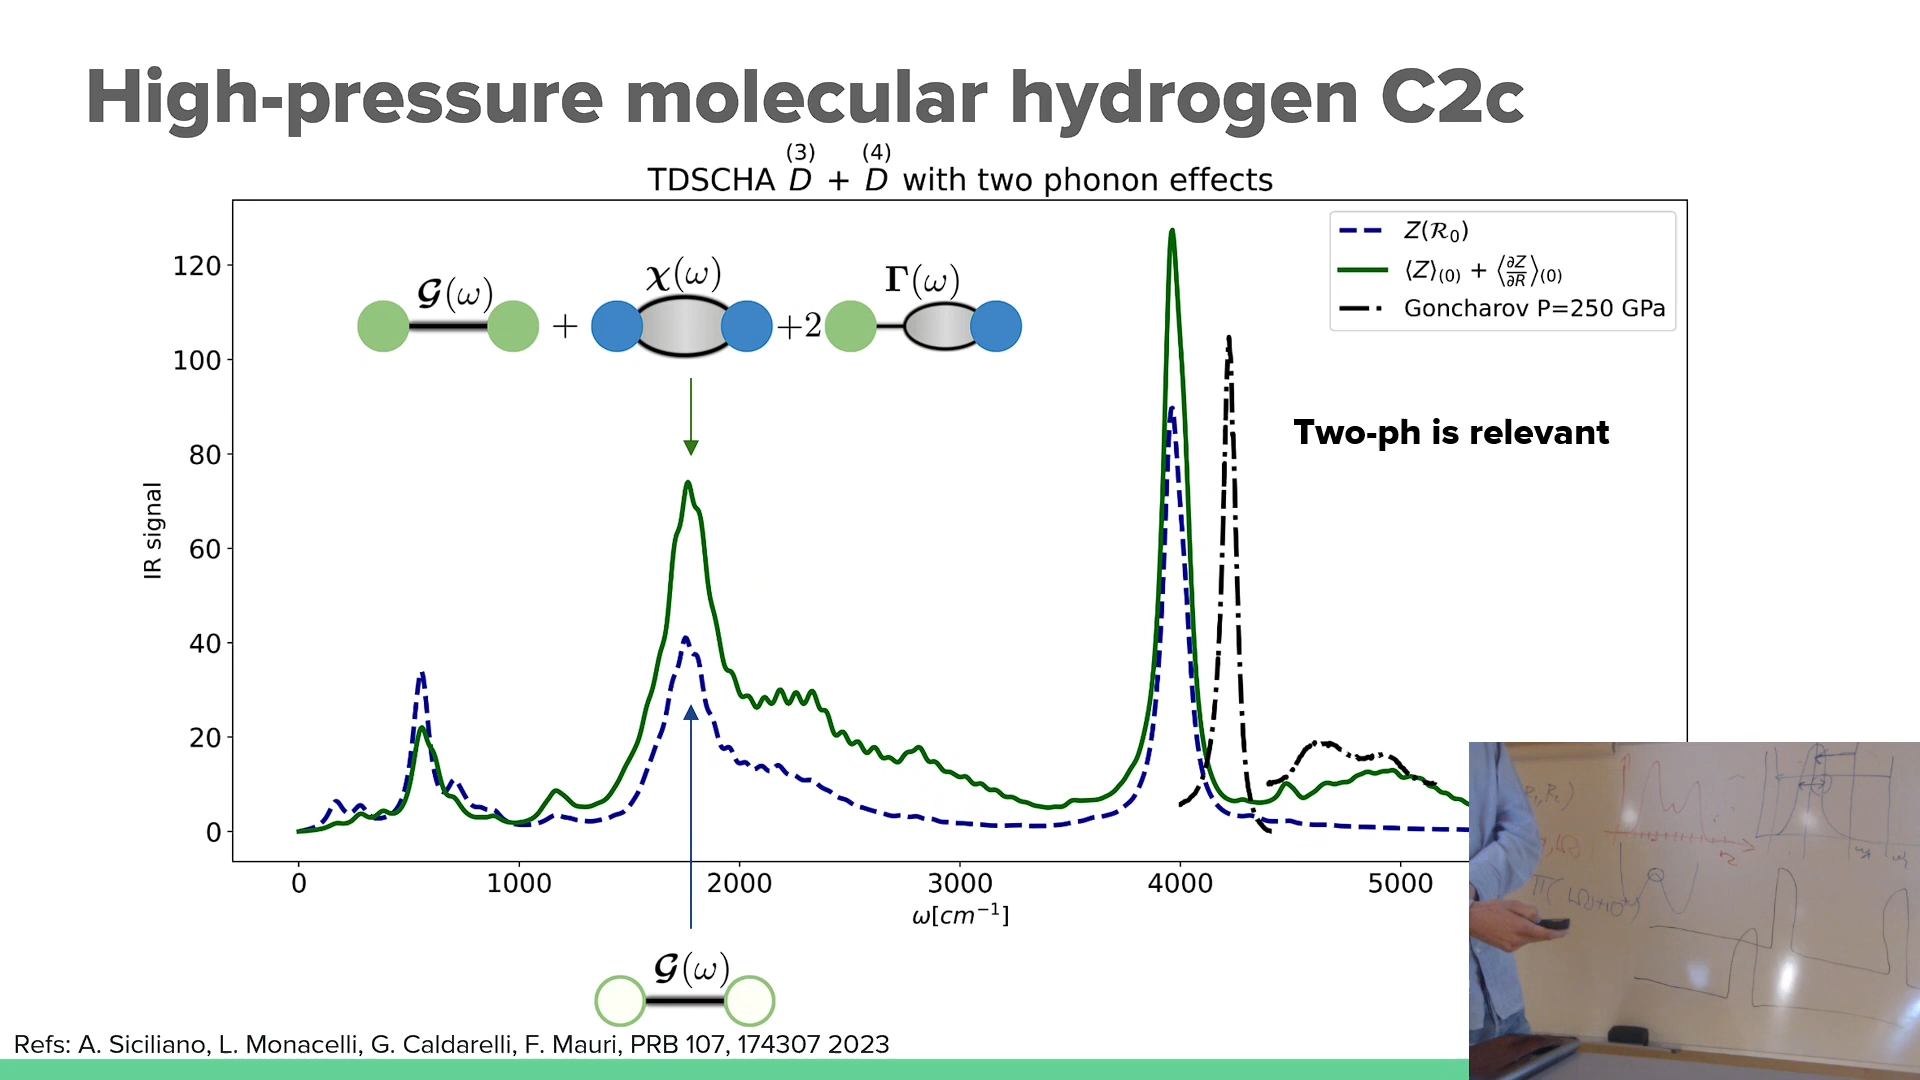 High-pressure molecular hydrogen C2c
TDSCHA D⁽³⁾ + D⁽⁴⁾ with two phonon effects
Z(ℛ₀)
⟨Z⟩₍₀₎ + ⟨∂Z/∂R⟩₍₀₎
Goncharov P=250 GPa
𝓖(ω) + χ(ω) +2 Γ(ω)
Two-ph is relevant
IR signal
120
100
80
60
40
20
0
0 1000 2000 3000 4000 5000
ω[cm⁻¹]
𝓖(ω)
Refs: A. Siciliano, L. Monacelli, G. Caldarelli, F. Mauri, PRB 107, 174307 2023